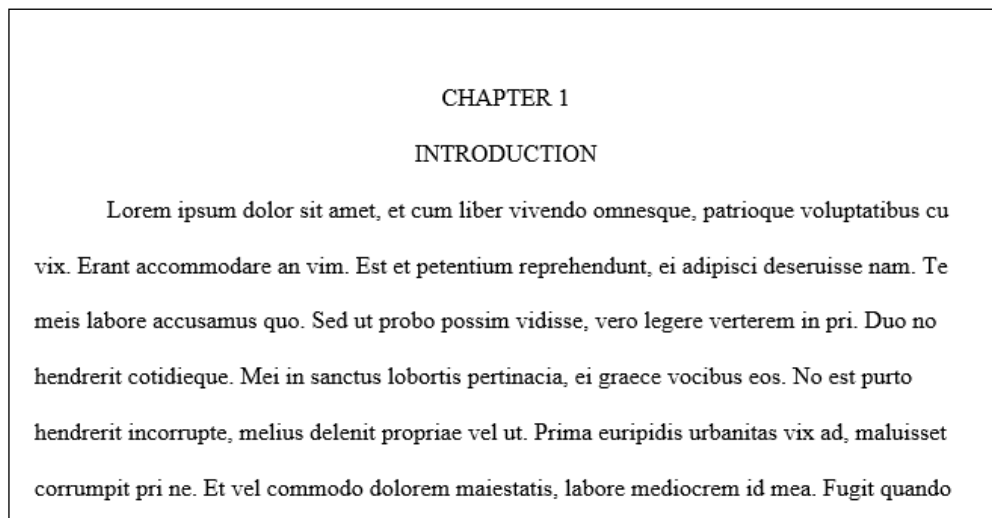 CHAPTER 1
INTRODUCTION
Lorem ipsum dolor sit amet, et cum liber vivendo omnesque, patrioque voluptatibus cu
vix. Erant accommodare an vim. Est et petentium reprehendunt, ei adipisci deseruisse nam. Te
meis labore accusamus quo. Sed ut probo possim vidisse, vero legere verterem in pri. Duo no
hendrerit cotidieque. Mei in sanctus lobortis pertinacia, ei graece vocibus eos. No est purto
hendrerit incorrupte, melius delenit propriae vel ut. Prima euripidis urbanitas vix ad, maluisset
corrumpit pri ne. Et vel commodo dolorem maiestatis, labore mediocrem id mea. Fugit quando